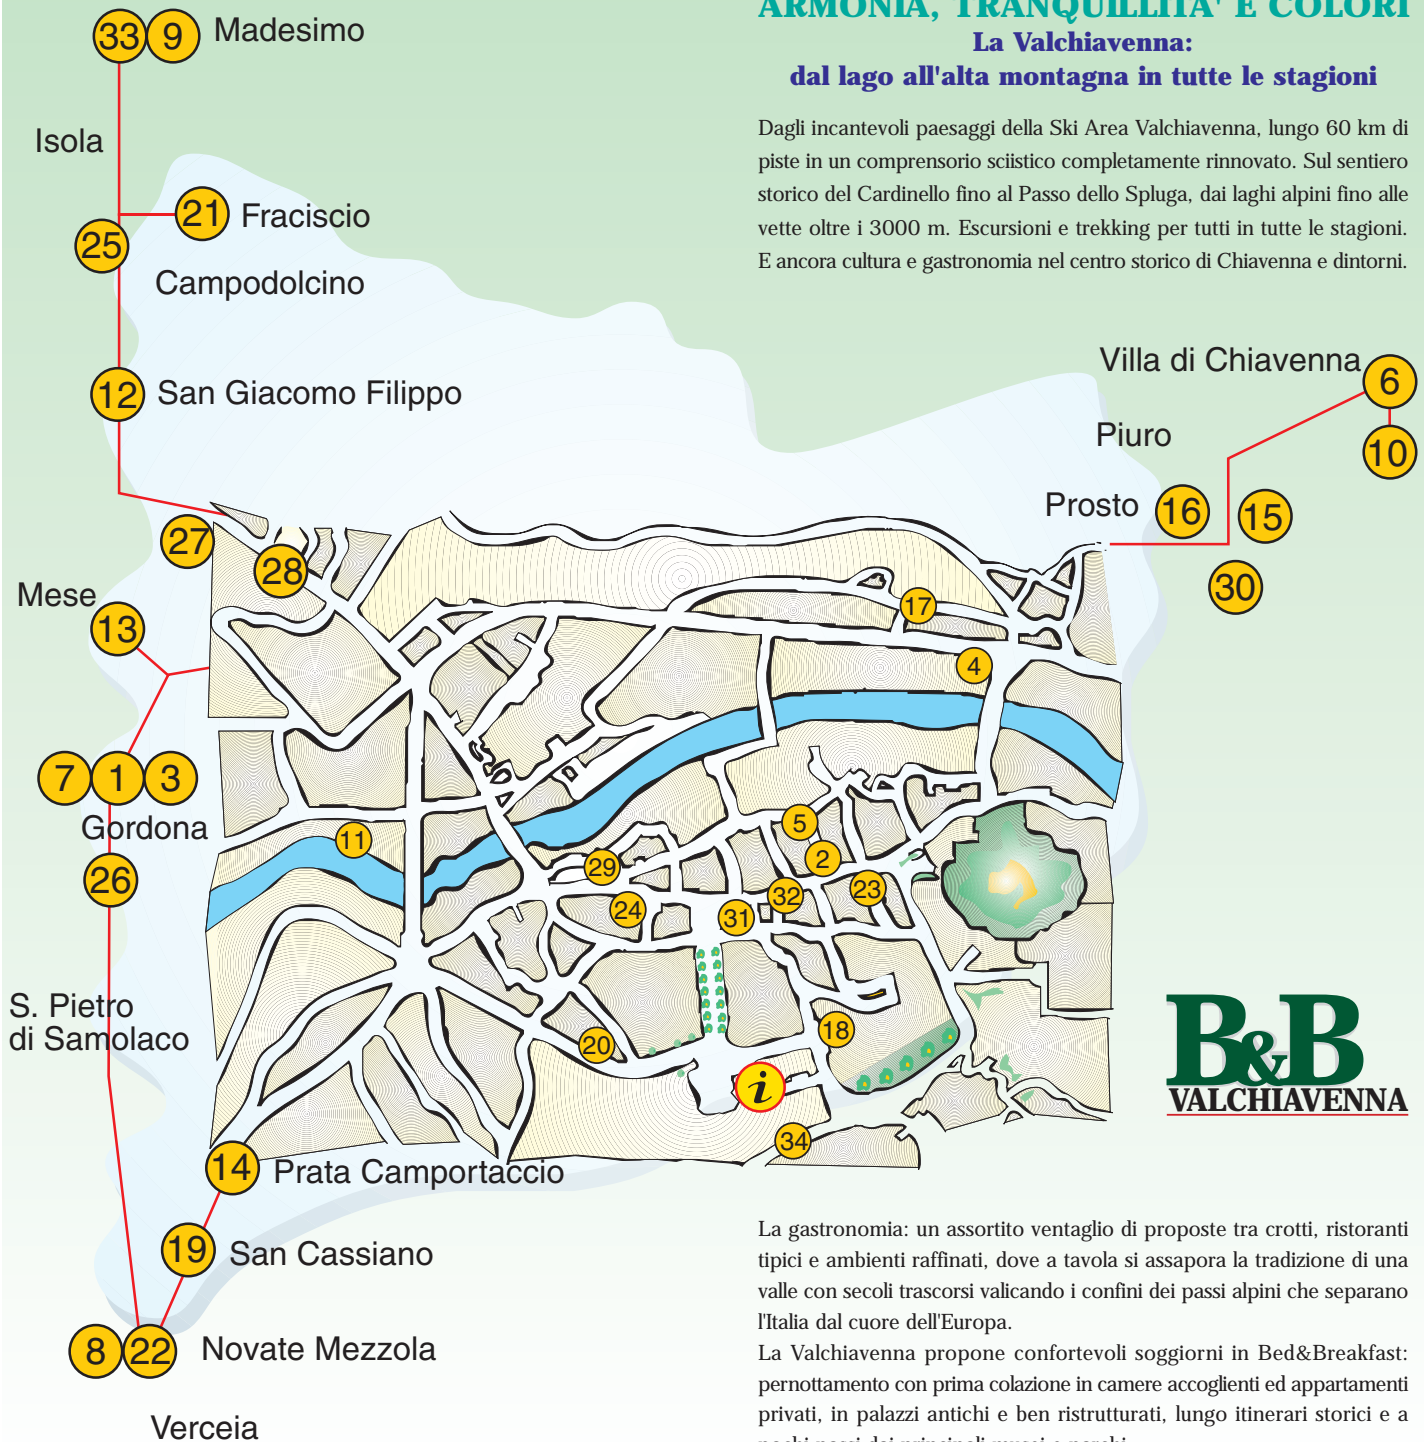 ARMONIA, TRANQUILLITA' E COLORI
La Valchiavenna:
dal lago all'alta montagna in tutte le stagioni
Dagli incantevoli paesaggi della Ski Area Valchiavenna, lungo 60 km di
piste in un comprensorio sciistico completamente rinnovato. Sul sentiero
storico del Cardinello fino al Passo dello Spluga, dai laghi alpini fino alle
vette oltre i 3000 m. Escursioni e trekking per tutti in tutte le stagioni.
E ancora cultura e gastronomia nel centro storico di Chiavenna e dintorni.
33 9 Madesimo
Isola
21 Fraciscio
25
Campodolcino
12 San Giacomo Filippo
Villa di Chiavenna 6
Piuro
10
Prosto 16 15
30
27
28
Mese
13
17
4
7 1 3
Gordona
26
11
5
2
29
32
23
24
31
S. Pietro
di Samolaco
20
18
i
34
B&B
VALCHIAVENNA
14 Prata Camportaccio
19 San Cassiano
8 22 Novate Mezzola
Verceia
La gastronomia: un assortito ventaglio di proposte tra crotti, ristoranti
tipici e ambienti raffinati, dove a tavola si assapora la tradizione di una
valle con secoli trascorsi valicando i confini dei passi alpini che separano
l'Italia dal cuore dell'Europa.
La Valchiavenna propone confortevoli soggiorni in Bed&Breakfast:
pernottamento con prima colazione in camere accoglienti ed appartamenti
privati, in palazzi antichi e ben ristrutturati, lungo itinerari storici e a
pochi passi dai principali musei e parchi.